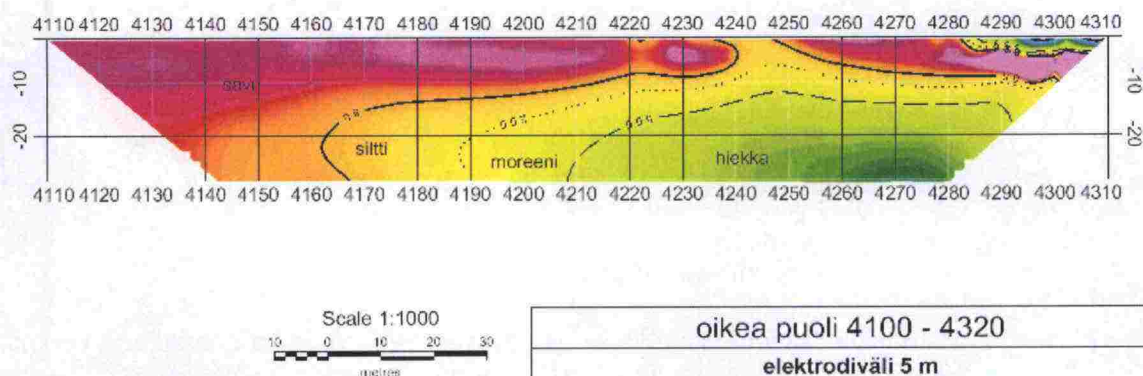 4110 4120 4130 4140 4150 4160 4170 4180 4190 4200 4210 4220 4230 4240 4250 4260 4270 4280 4290 4300 4310
-10 -10
savi
-20 -20
siltti moreeni hiekka
4110 4120 4130 4140 4150 4160 4170 4180 4190 4200 4210 4220 4230 4240 4250 4260 4270 4280 4290 4300 4310
Scale 1:1000
10 0 10 20 30
metres
oikea puoli 4100 - 4320
elektrodiväli 5 m